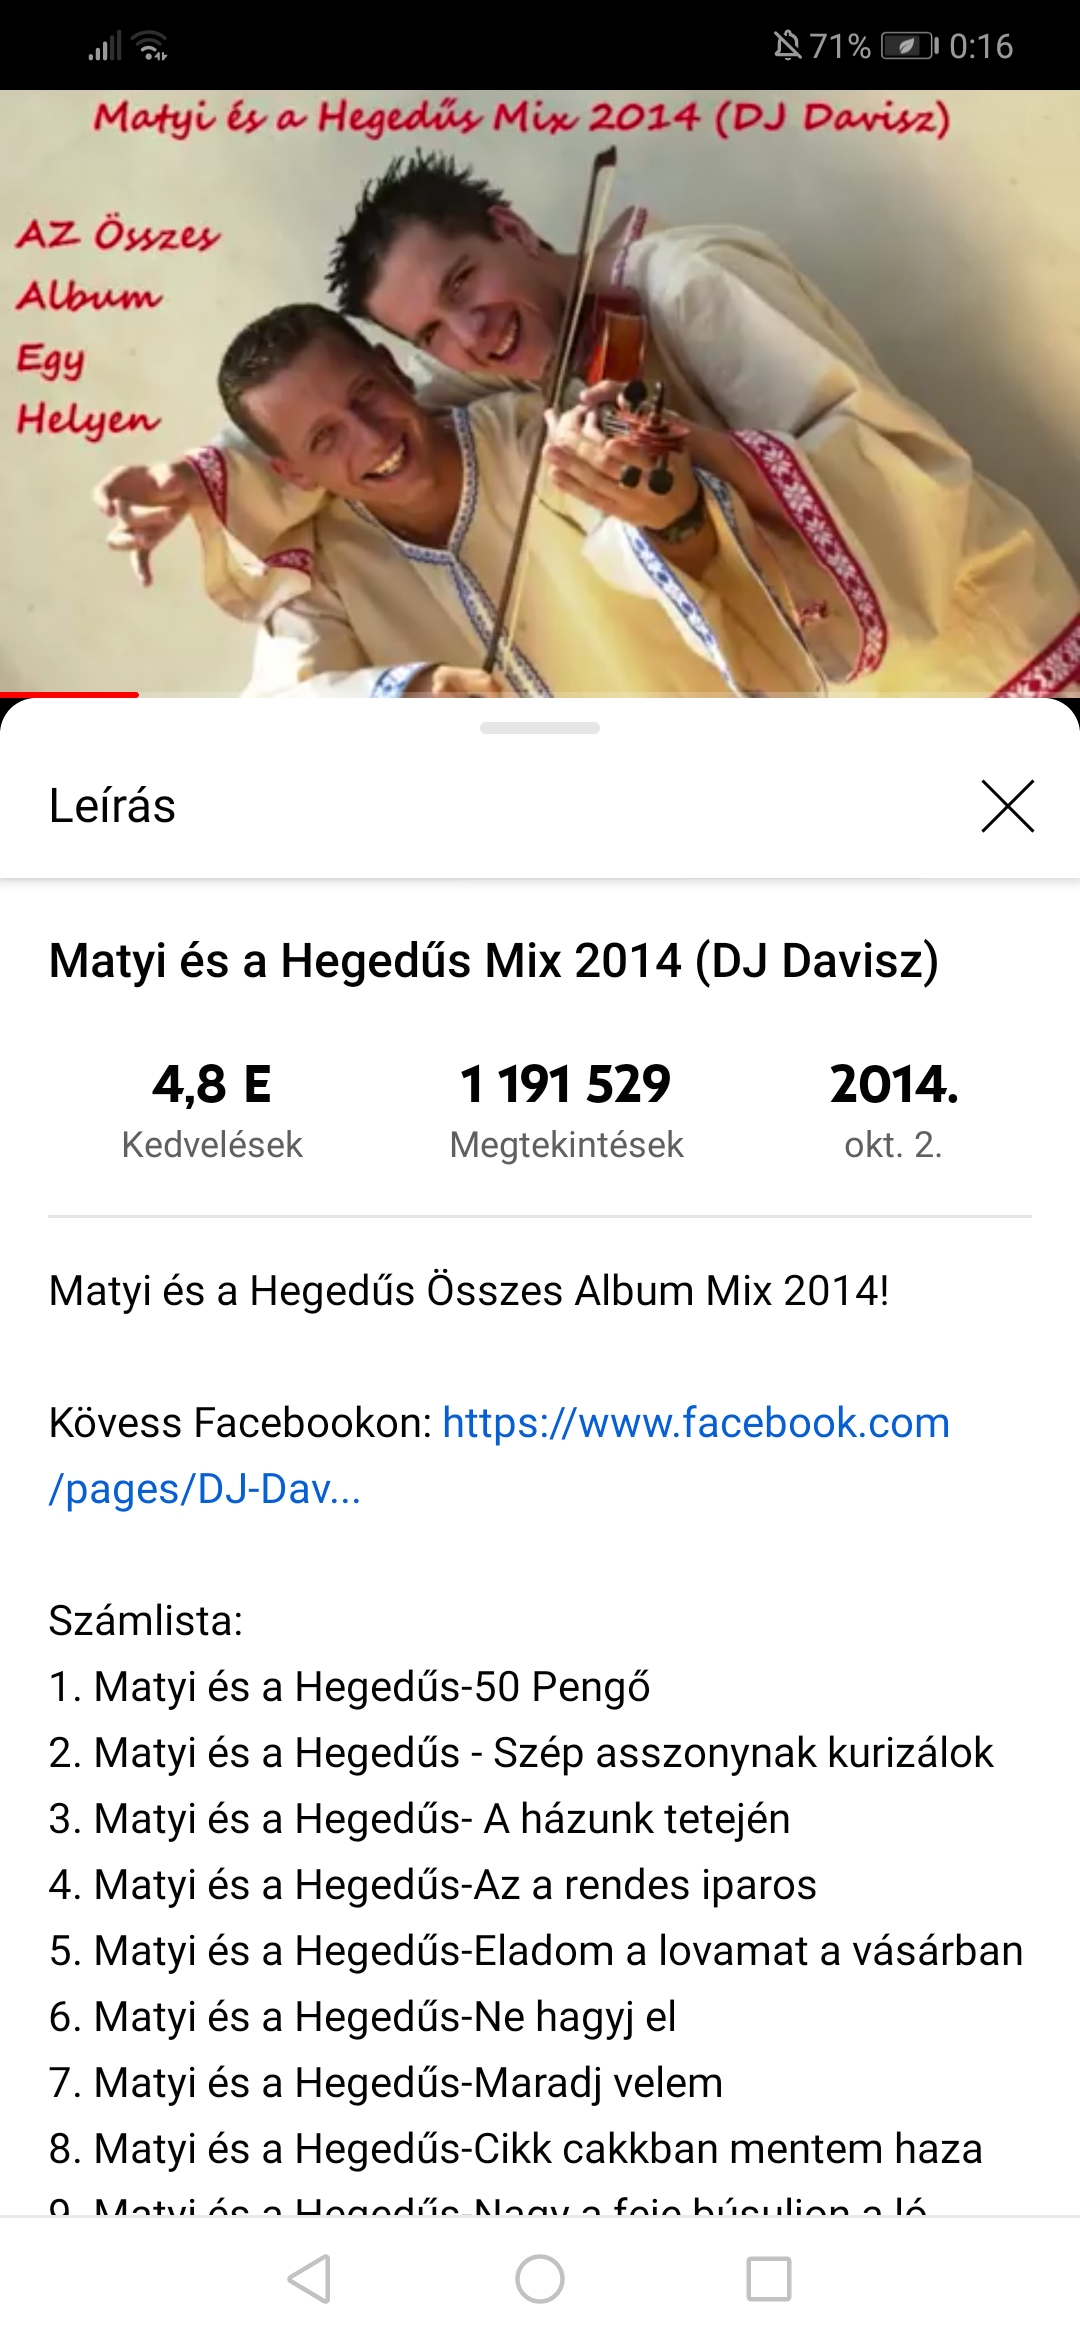 71% 0:16
Matyi és a Hegedűs Mix 2014 (DJ Davisz)
AZ Összes
Album
Egy
Helyen
Leírás
Matyi és a Hegedűs Mix 2014 (DJ Davisz)
4,8 E 1 191 529 2014.
Kedvelések Megtekintések okt. 2.
Matyi és a Hegedűs Összes Album Mix 2014!
Kövess Facebookon: https://www.facebook.com
/pages/DJ-Dav...
Számlista:
1. Matyi és a Hegedűs-50 Pengő
2. Matyi és a Hegedűs - Szép asszonynak kurizálok
3. Matyi és a Hegedűs- A házunk tetején
4. Matyi és a Hegedűs-Az a rendes iparos
5. Matyi és a Hegedűs-Eladom a lovamat a vásárban
6. Matyi és a Hegedűs-Ne hagyj el
7. Matyi és a Hegedűs-Maradj velem
8. Matyi és a Hegedűs-Cikk cakkban mentem haza
9. Matyi és a Hegedűs-Nagy a feje búsuljon a ló